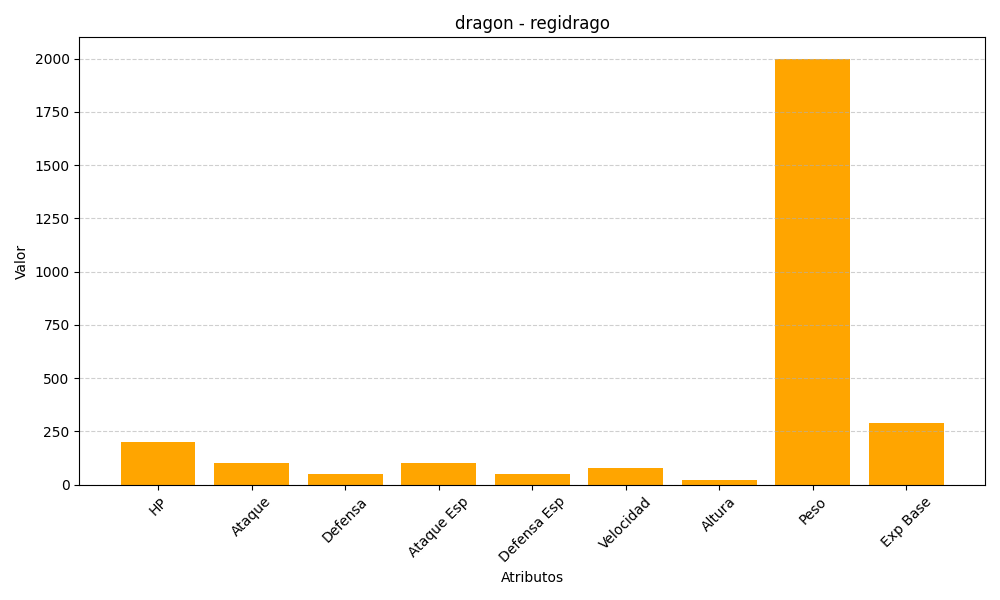 dragon - regidrago
2000
1750
1500
1250
1000
750
500
250
0
Valor
HP
Ataque
Defensa
Ataque Esp
Defensa Esp
Velocidad
Altura
Peso
Exp Base
Atributos